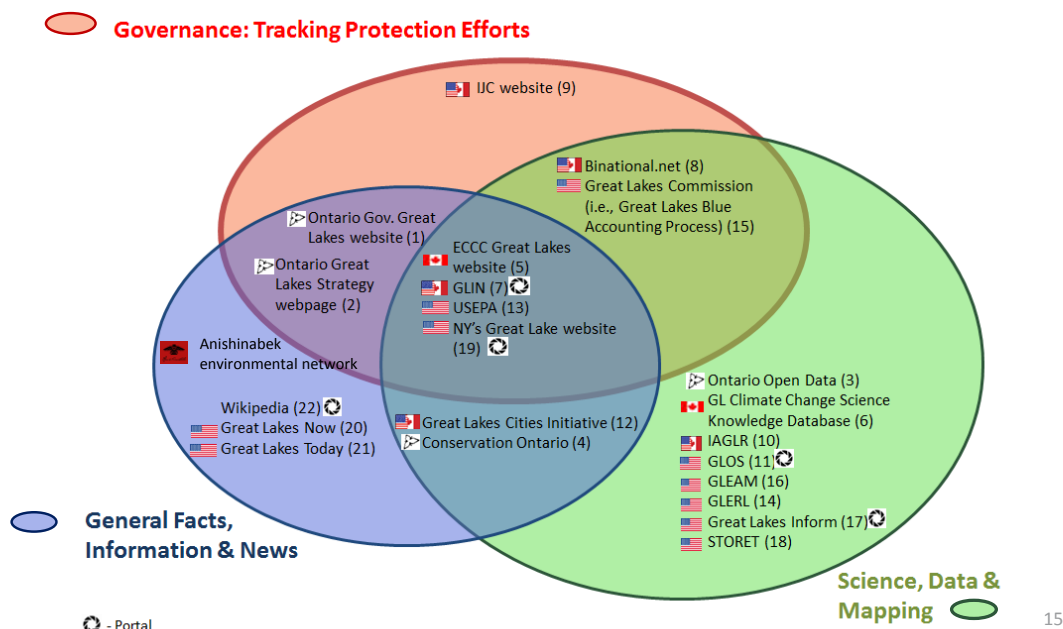 Governance: Tracking Protection Efforts
IJC website (9)
Binational.net (8)
Great Lakes Commission
(i.e., Great Lakes Blue
Accounting Process) (15)
Ontario Gov. Great
Lakes website (1)
Ontario Great
Lakes Strategy
webpage (2)
ECCC Great Lakes
website (5)
GLIN (7)
USEPA (13)
NY's Great Lake website
(19)
Anishinabek
environmental network
Wikipedia (22)
Great Lakes Now (20)
Great Lakes Today (21)
Great Lakes Cities Initiative (12)
Conservation Ontario (4)
Ontario Open Data (3)
GL Climate Change Science
Knowledge Database (6)
IAGLR (10)
GLOS (11)
GLEAM (16)
GLERL (14)
Great Lakes Inform (17)
STORET (18)
General Facts,
Information & News
Science, Data &
Mapping
- Portal
15